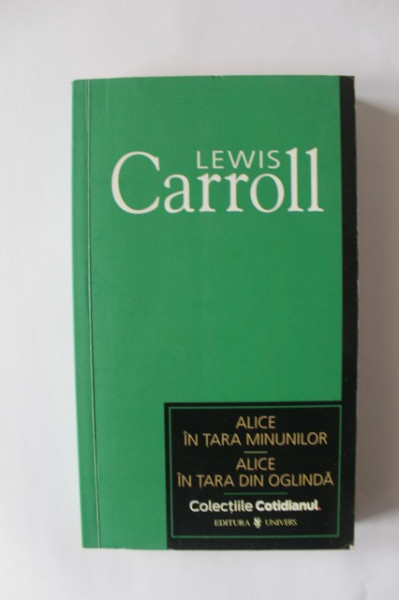 LEWIS
Carroll
ALICE
ÎN ȚARA MINUNILOR
ALICE
ÎN ȚARA DIN OGLINDĂ
Colecțiile Cotidianul.
EDITURA UNIVERS